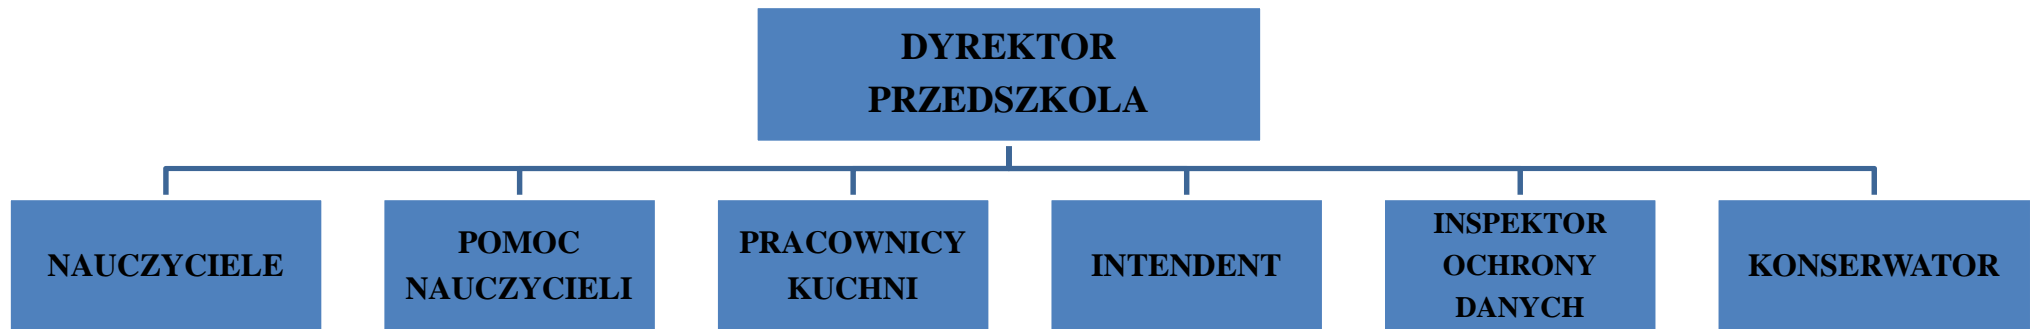 DYREKTOR
PRZEDSZKOLA
NAUCZYCIELE
POMOC
NAUCZYCIELI
PRACOWNICY
KUCHNI
INTENDENT
INSPEKTOR
OCHRONY
DANYCH
KONSERWATOR